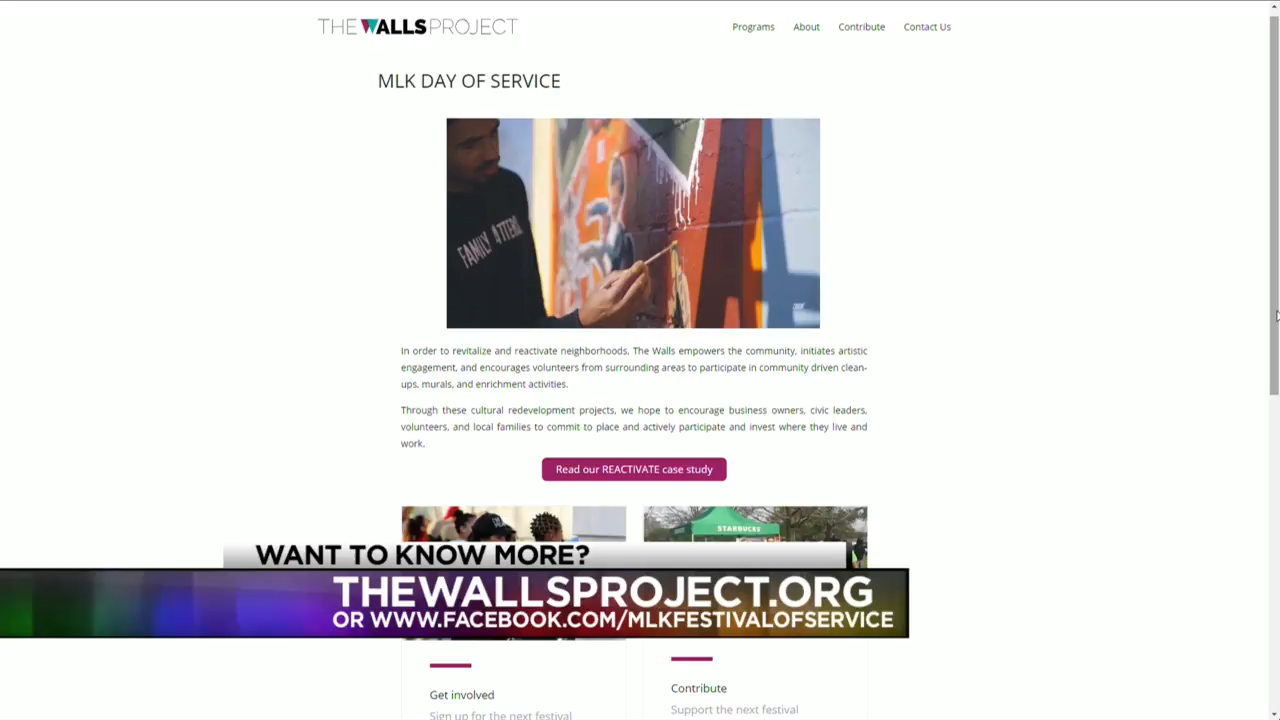 THE WALLS PROJECT
Programs About Contribute Contact Us
MLK DAY OF SERVICE
In order to revitalize and reactivate neighborhoods, The Walls empowers the community, initiates artistic
engagement, and encourages volunteers from surrounding areas to participate in community driven clean-
ups, murals, and enrichment activities.
Through these cultural redevelopment projects, we hope to encourage business owners, civic leaders,
volunteers, and local families to commit to place and actively participate and invest where they live and
work.
Read our REACTIVATE case study
STARBUCKS
WANT TO KNOW MORE?
THEWALLSPROJECT.ORG
OR WWW.FACEBOOK.COM/MLKFESTIVALOFSERVICE
Get involved
Sign up for the next festival
Contribute
Support the next festival